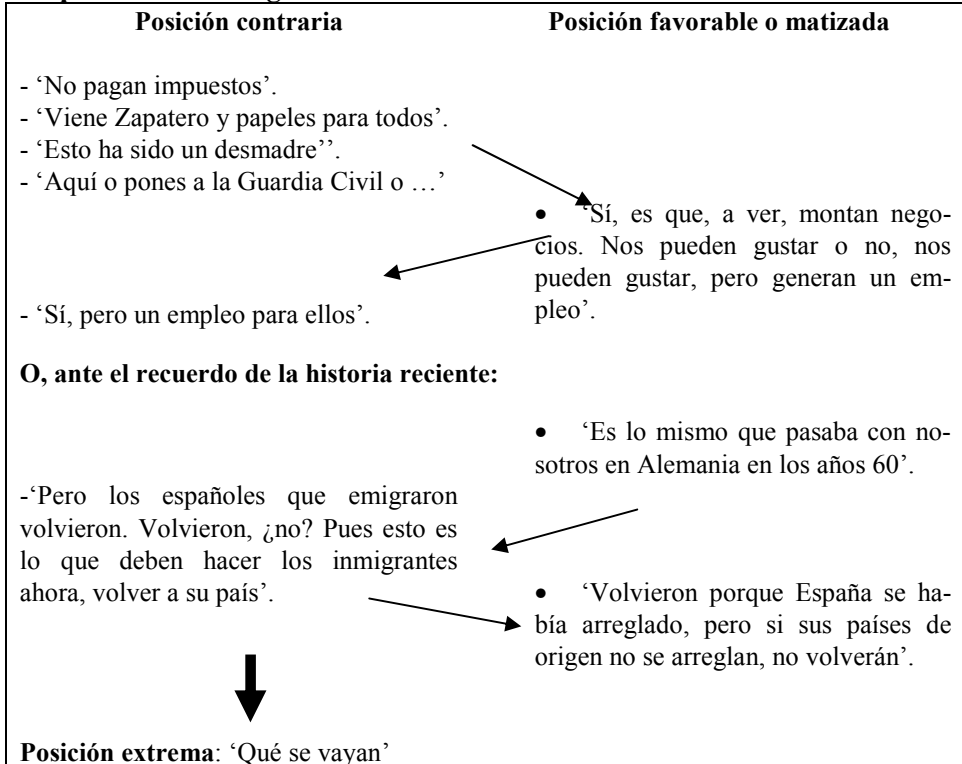 Posición contraria
Posición favorable o matizada
- ‘No pagan impuestos’.
- ‘Viene Zapatero y papeles para todos’.
- ‘Esto ha sido un desmadre’’.
- ‘Aquí o pones a la Guardia Civil o …’
• ‘Sí, es que, a ver, montan nego-
cios. Nos pueden gustar o no, nos
pueden gustar, pero generan un em-
pleo’.
- ‘Sí, pero un empleo para ellos’.
O, ante el recuerdo de la historia reciente:
• ‘Es lo mismo que pasaba con no-
sotros en Alemania en los años 60’.
-‘Pero los españoles que emigraron
volvieron. Volvieron, ¿no? Pues esto es
lo que deben hacer los inmigrantes
ahora, volver a su país’.
• ‘Volvieron porque España se ha-
bía arreglado, pero si sus países de
origen no se arreglan, no volverán’.
Posición extrema: ‘Qué se vayan’